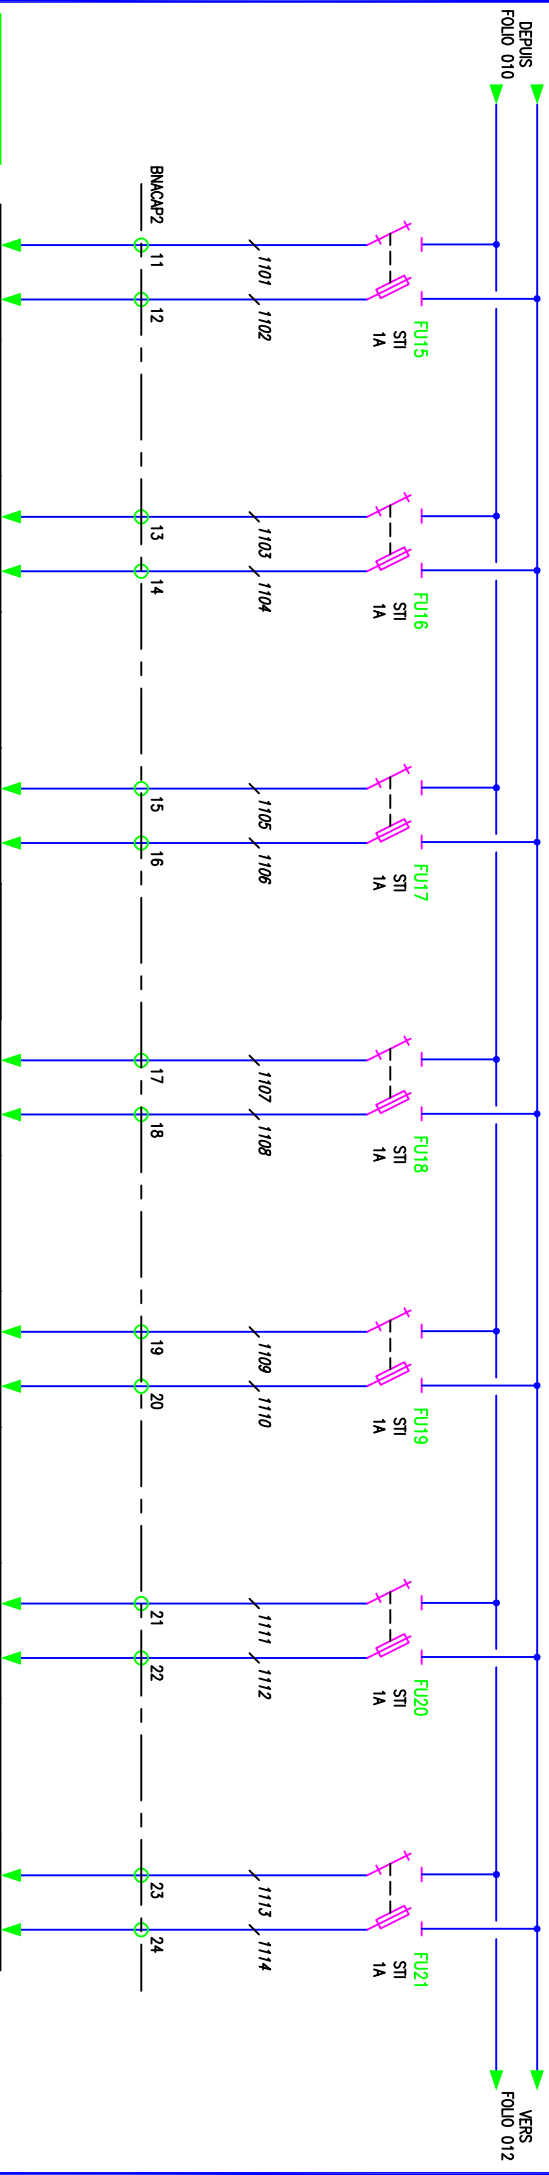 DEPUIS
FOLIO 010
VERS
FOLIO 012
FU15
STI
1A
FU16
STI
1A
FU17
STI
1A
FU18
STI
1A
FU19
STI
1A
FU20
STI
1A
FU21
STI
1A
1101
1102
1103
1104
1105
1106
1107
1108
1109
1110
1111
1112
1113
1114
BNACAP2
11
12
13
14
15
16
17
18
19
20
21
22
23
24